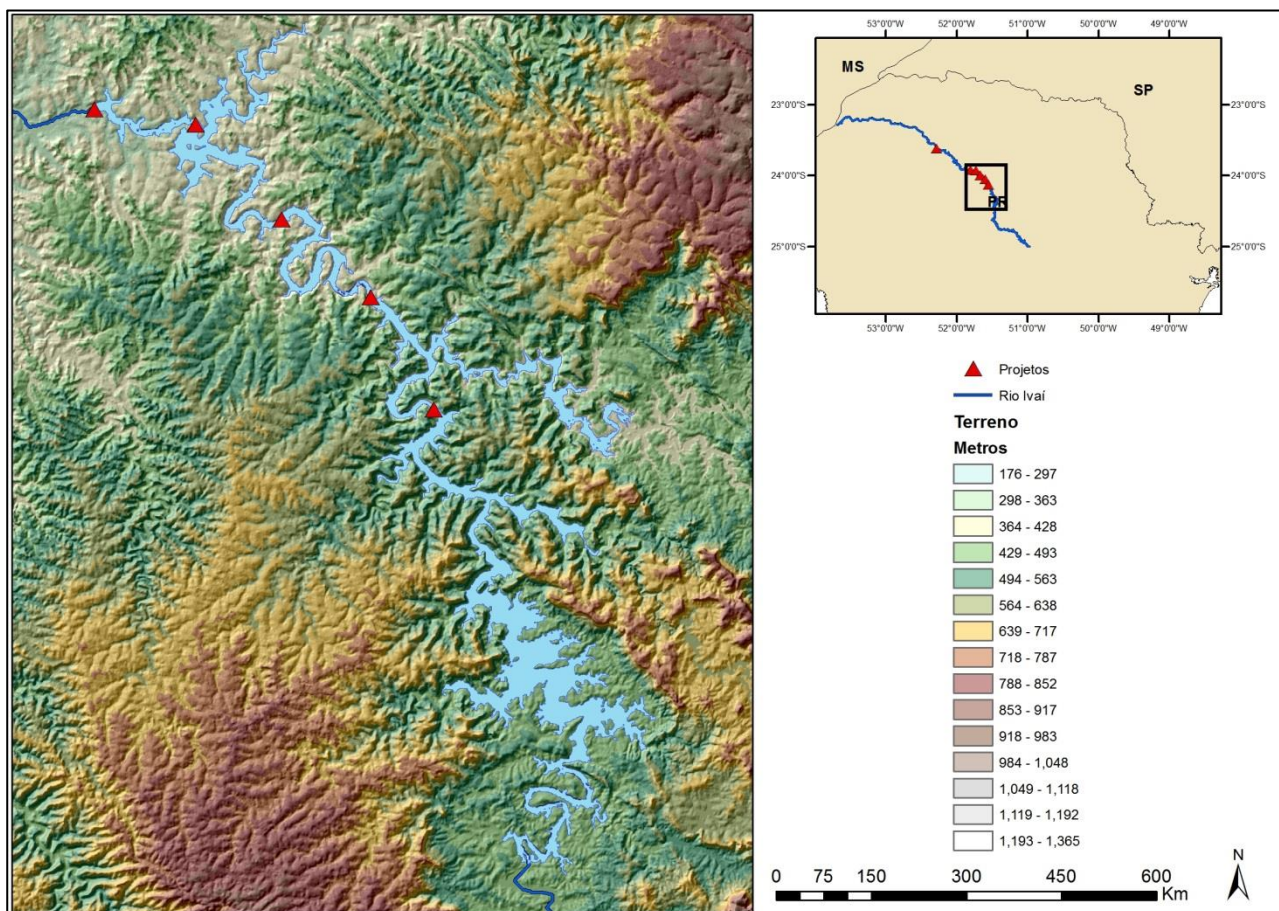 53°0'0"W 52°0'0"W 51°0'0"W 50°0'0"W 49°0'0"W
MS
SP
23°0'0"S
23°0'0"S
24°0'0"S
24°0'0"S
PR
25°0'0"S
25°0'0"S
53°0'0"W 52°0'0"W 51°0'0"W 50°0'0"W 49°0'0"W
Projetos
Rio Ivaí
Terreno
Metros
176 - 297
298 - 363
364 - 428
429 - 493
494 - 563
564 - 638
639 - 717
718 - 787
788 - 852
853 - 917
918 - 983
984 - 1,048
1,049 - 1,118
1,119 - 1,192
1,193 - 1,365
N
0 75 150 300 450 600
Km